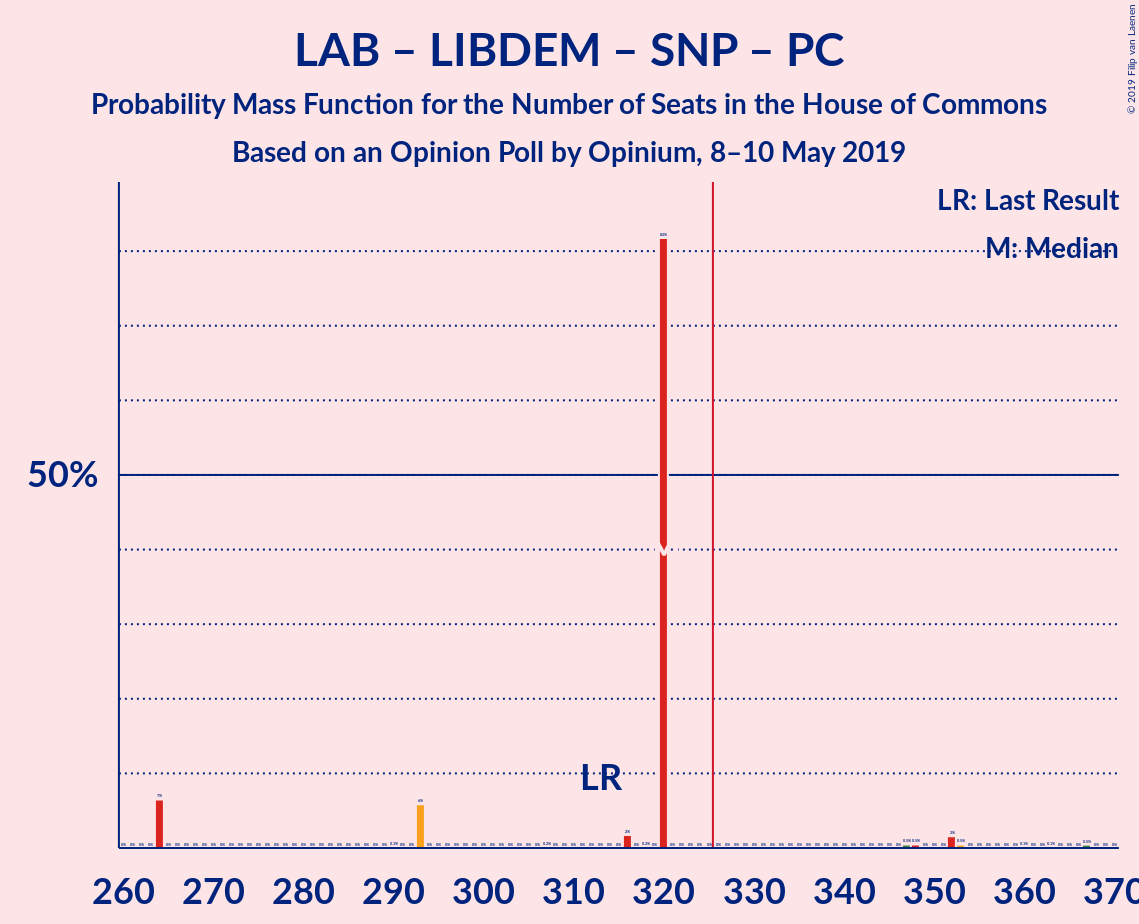 LAB – LIBDEM – SNP – PC
Probability Mass Function for the Number of Seats in the House of Commons
Based on an Opinion Poll by Opinium, 8–10 May 2019
© 2019 Filip van Laenen
LR: Last Result
M: Median
50%
M
LR
260 270 280 290 300 310 320 330 340 350 360 370